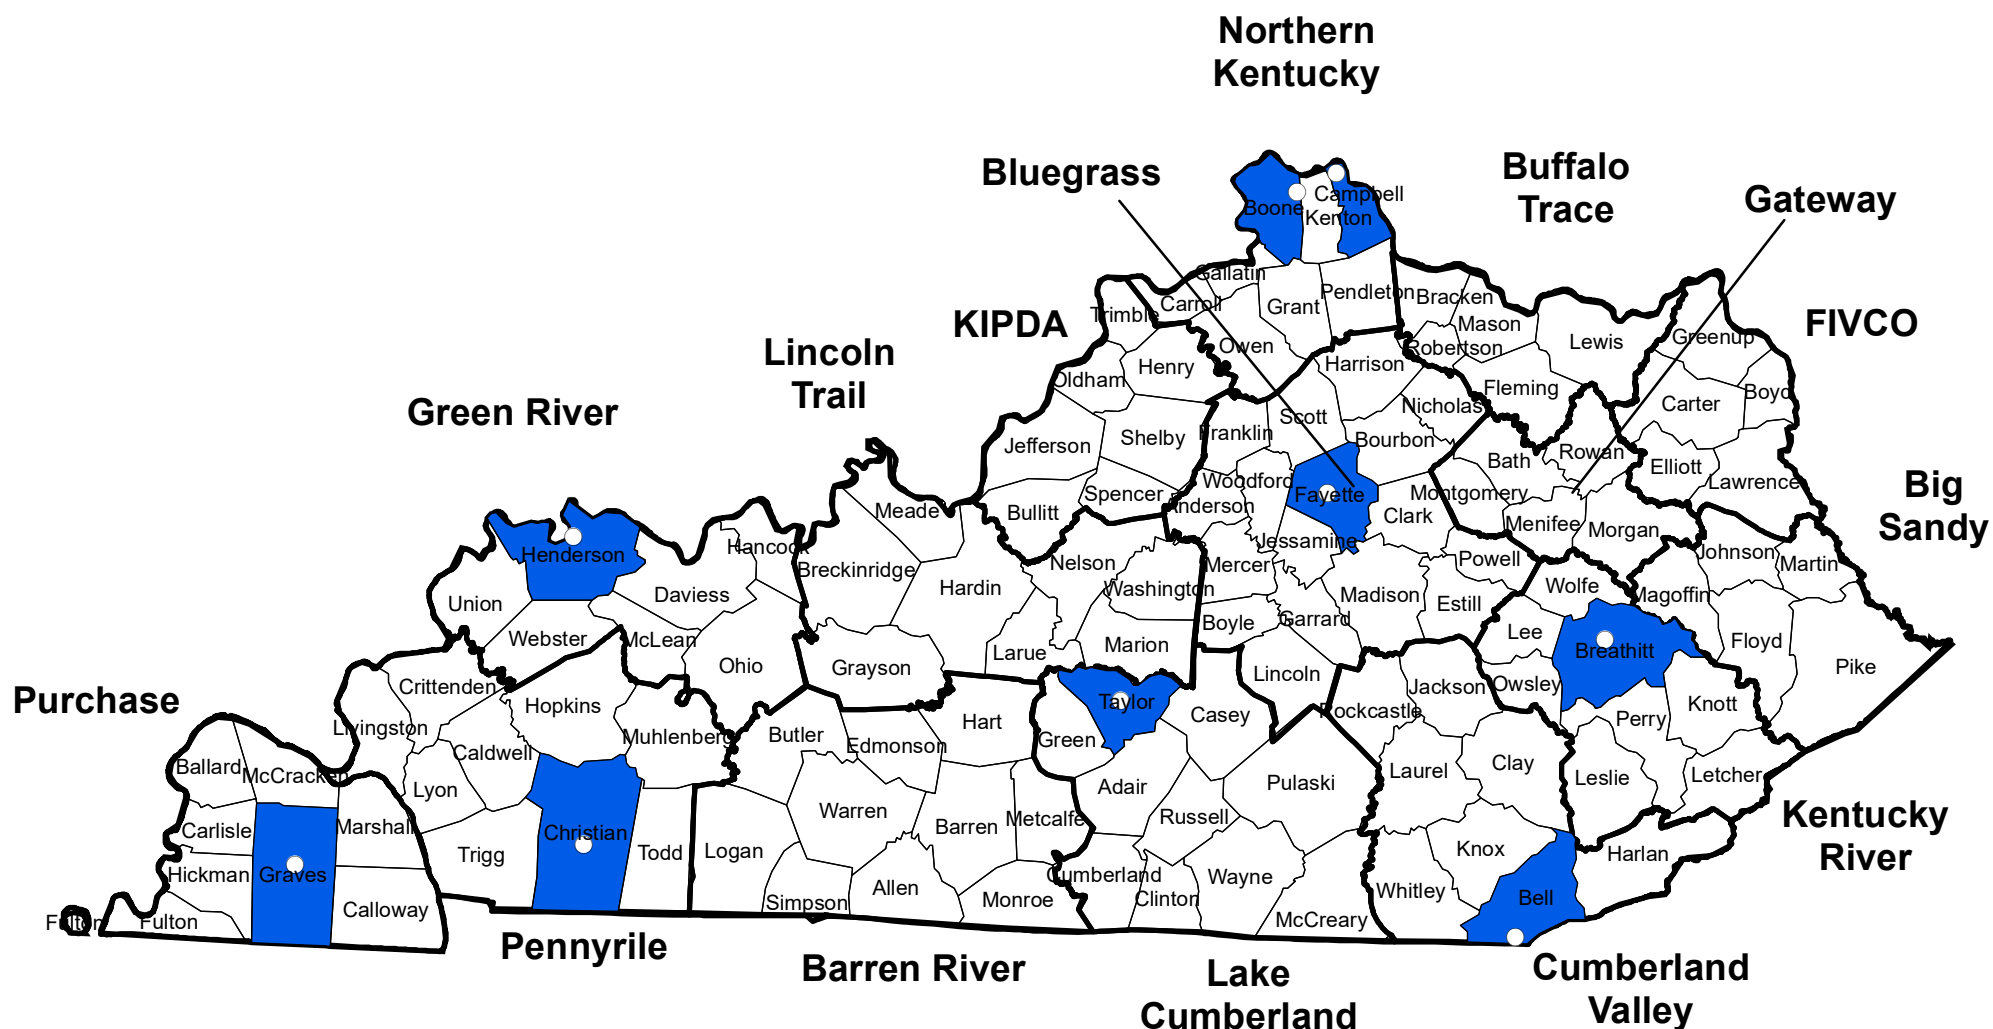 Northern
Kentucky
Bluegrass
Buffalo
Trace
Gateway
KIPDA
FIVCO
Lincoln
Trail
Green River
Big
Sandy
Purchase
Kentucky
River
Pennyrile
Barren River
Lake
Cumberland
Cumberland
Valley
Boone
Campbell
Kenton
Gallatin
Carroll
Grant
Pendleton
Bracken
Trimble
Mason
Owen
Robertson
Lewis
Greenup
Henry
Harrison
Oldham
Fleming
Carter
Boyd
Scott
Nicholas
Franklin
Bourbon
Jefferson
Shelby
Bath
Rowan
Elliott
Lawrence
Woodford
Fayette
Montgomery
Spencer
Anderson
Meade
Bullitt
Clark
Menifee
Morgan
Jessamine
Johnson
Martin
Henderson
Hancock
Breckinridge
Nelson
Mercer
Powell
Wolfe
Magoffin
Hardin
Washington
Madison
Estill
Union
Daviess
Webster
McLean
Boyle
Garrard
Lee
Breathitt
Floyd
Pike
Ohio
Grayson
Larue
Marion
Lincoln
Jackson
Owsley
Crittenden
Hopkins
Taylor
Casey
Rockcastle
Perry
Knott
Livingston
Muhlenberg
Butler
Edmonson
Hart
Green
Caldwell
Ballard
McCracken
Lyon
Adair
Pulaski
Laurel
Clay
Leslie
Letcher
Carlisle
Marshall
Christian
Warren
Barren
Metcalfe
Russell
Trigg
Todd
Logan
Knox
Harlan
Hickman
Graves
Allen
Cumberland
Wayne
Whitley
Bell
Calloway
Simpson
Monroe
Clinton
McCreary
Fulton
Fulton